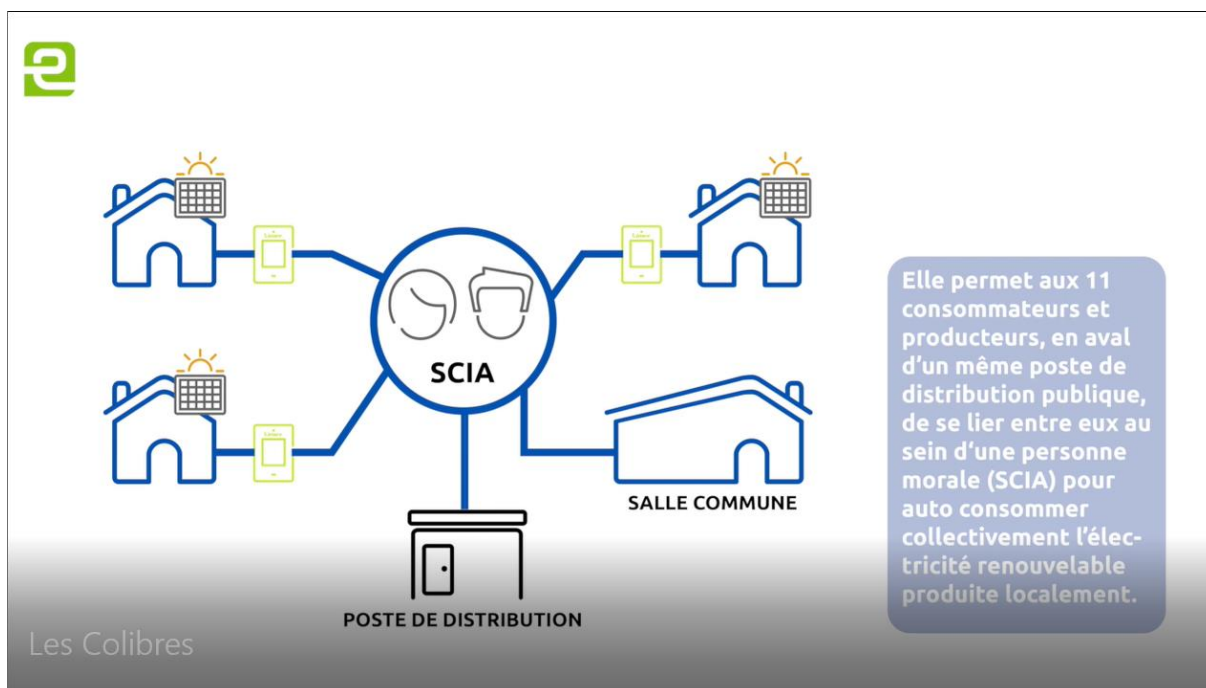 SCIA
SALLE COMMUNE
POSTE DE DISTRIBUTION
Elle permet aux 11
consommateurs et
producteurs, en aval
d'un même poste de
distribution publique,
de se lier entre eux au
sein d'une personne
morale (SCIA) pour
auto consommer
collectivement l'élec-
tricité renouvelable
produite localement.
Les Colibres